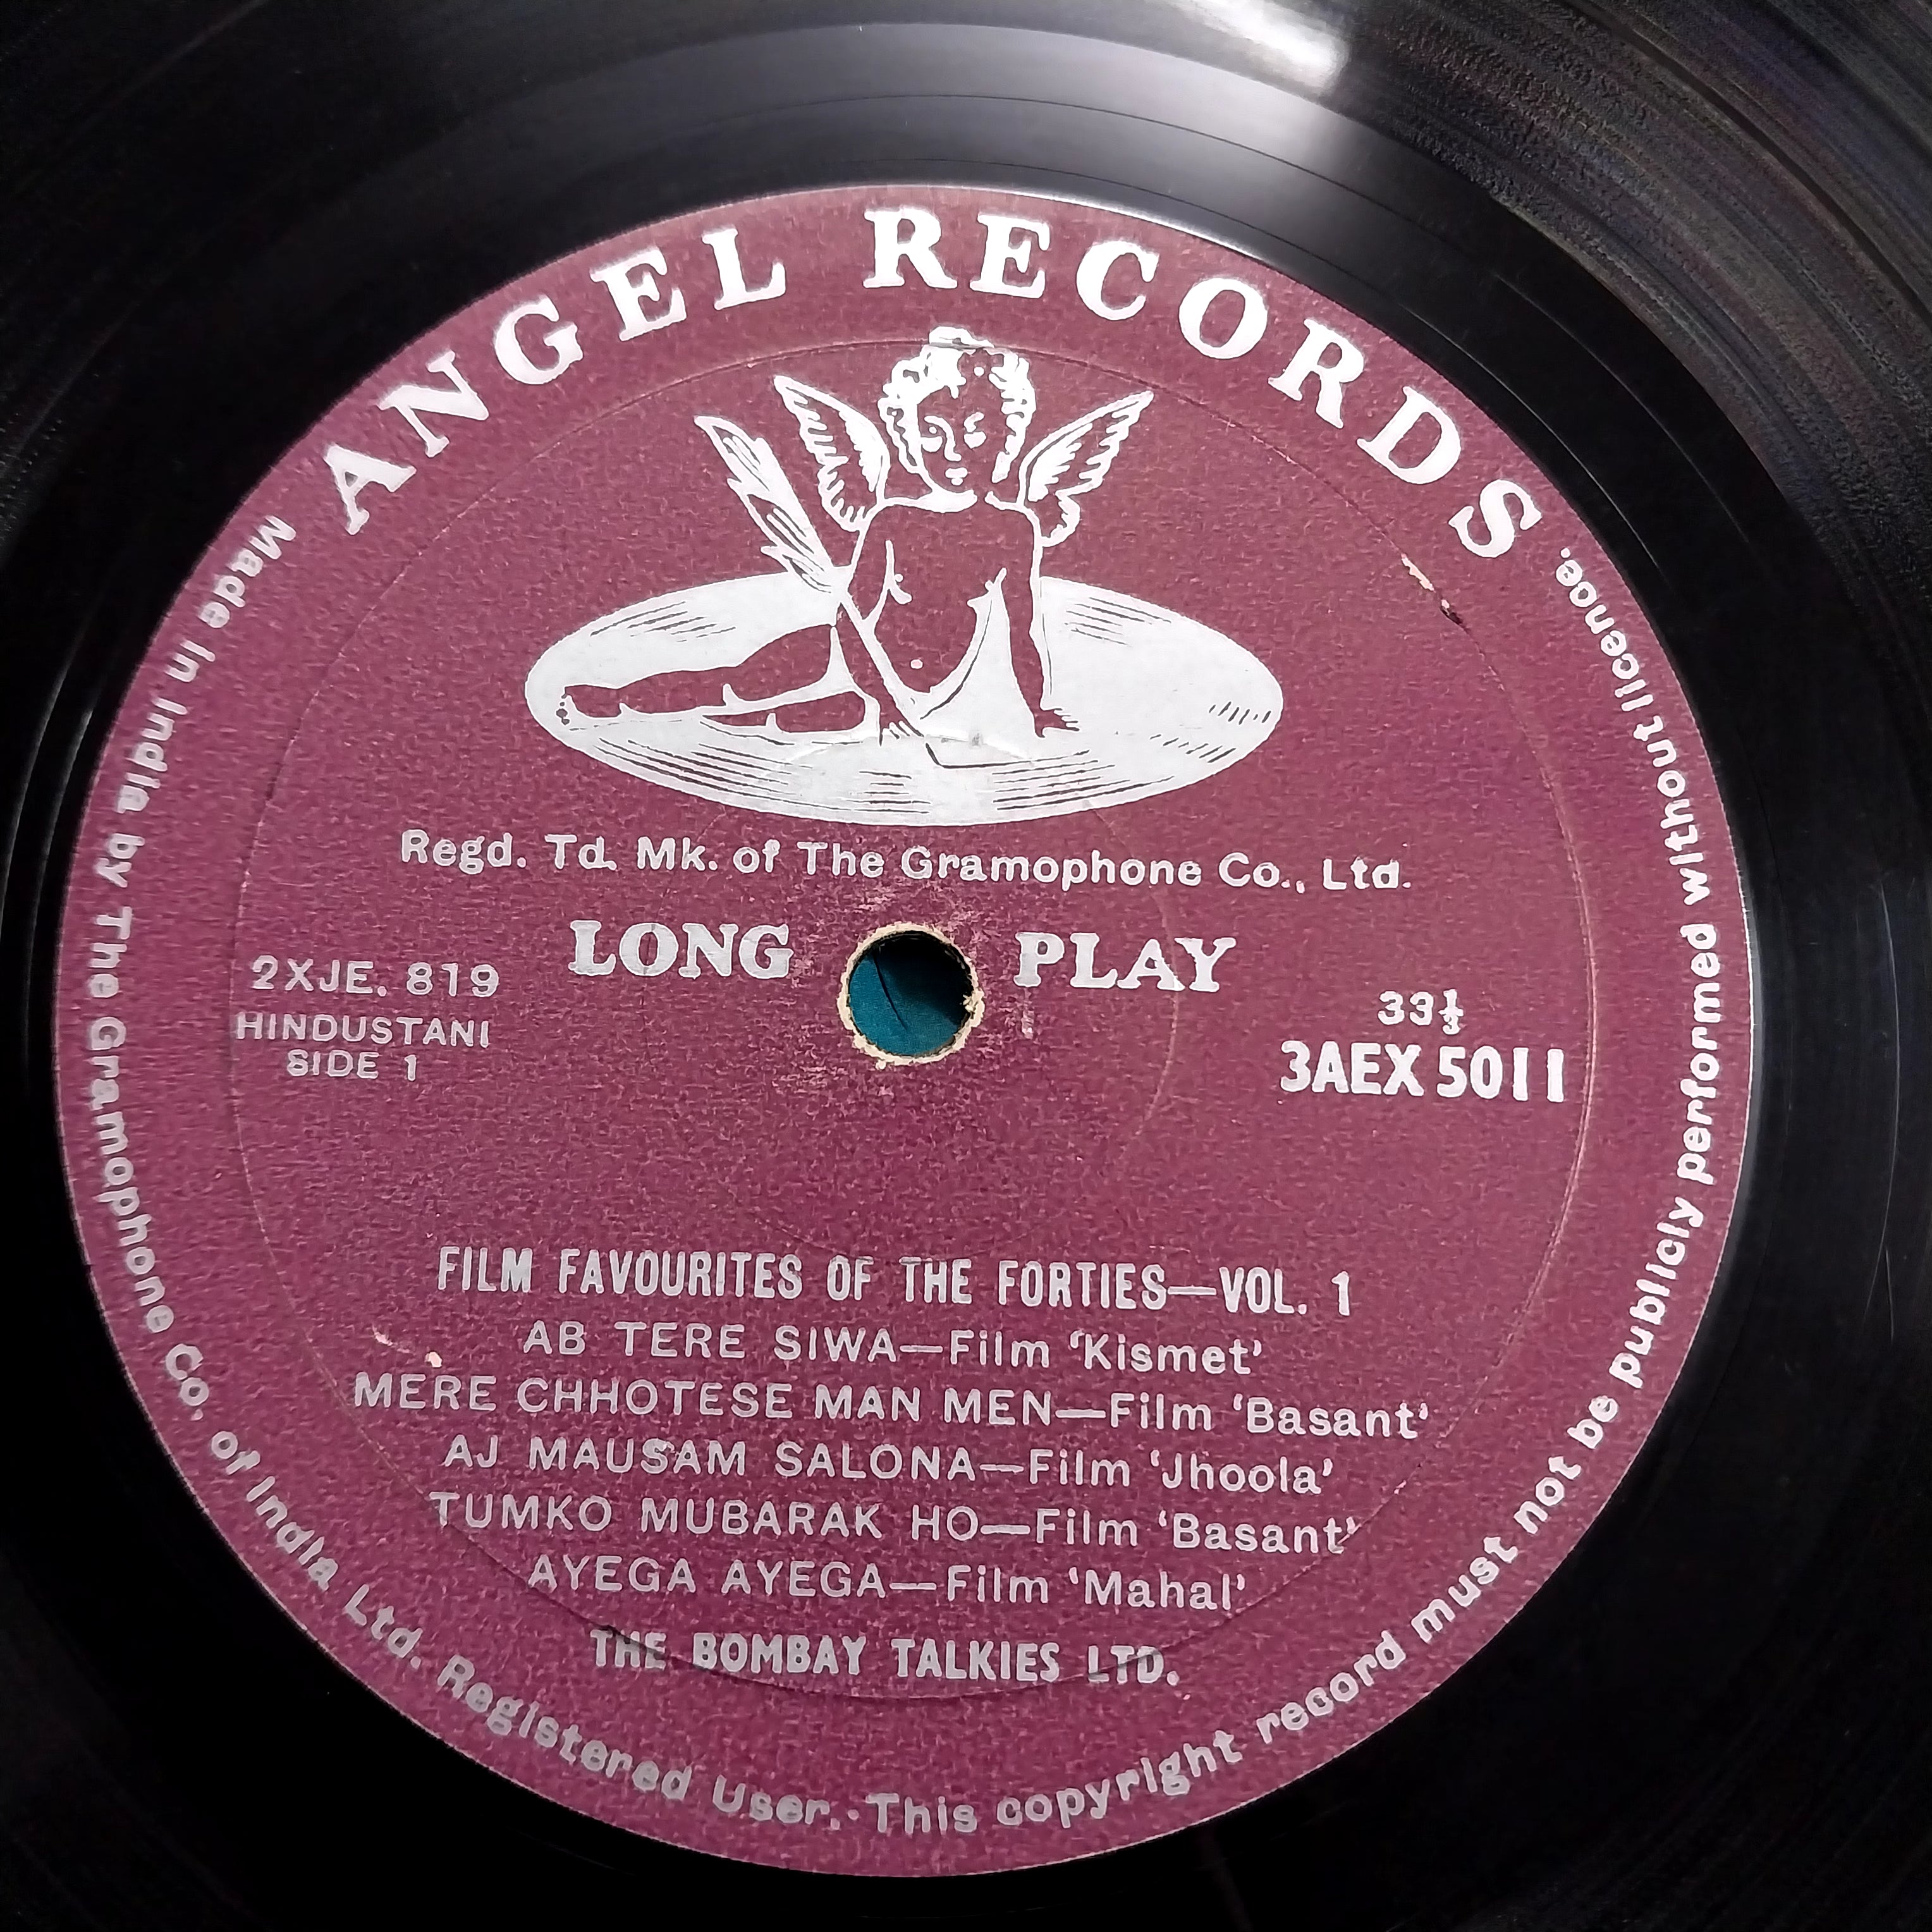 ANGEL RECORDS
Regd. Td. Mk. of The Gramophone Co., Ltd.
LONG PLAY
2XJE. 819
HINDUSTANI
SIDE 1
33⅓
3AEX 5011
FILM FAVOURITES OF THE FORTIES—VOL. 1
AB TERE SIWA—Film ‘Kismet’
MERE CHHOTESE MAN MEN—Film ‘Basant’
AJ MAUSAM SALONA—Film ‘Jhoola’
TUMKO MUBARAK HO—Film ‘Basant’
AYEGA AYEGA—Film ‘Mahal’
THE BOMBAY TALKIES LTD.
Made in India by The Gramophone Co. of India Ltd. Registered User. · This copyright record must not be publicly performed without licence.